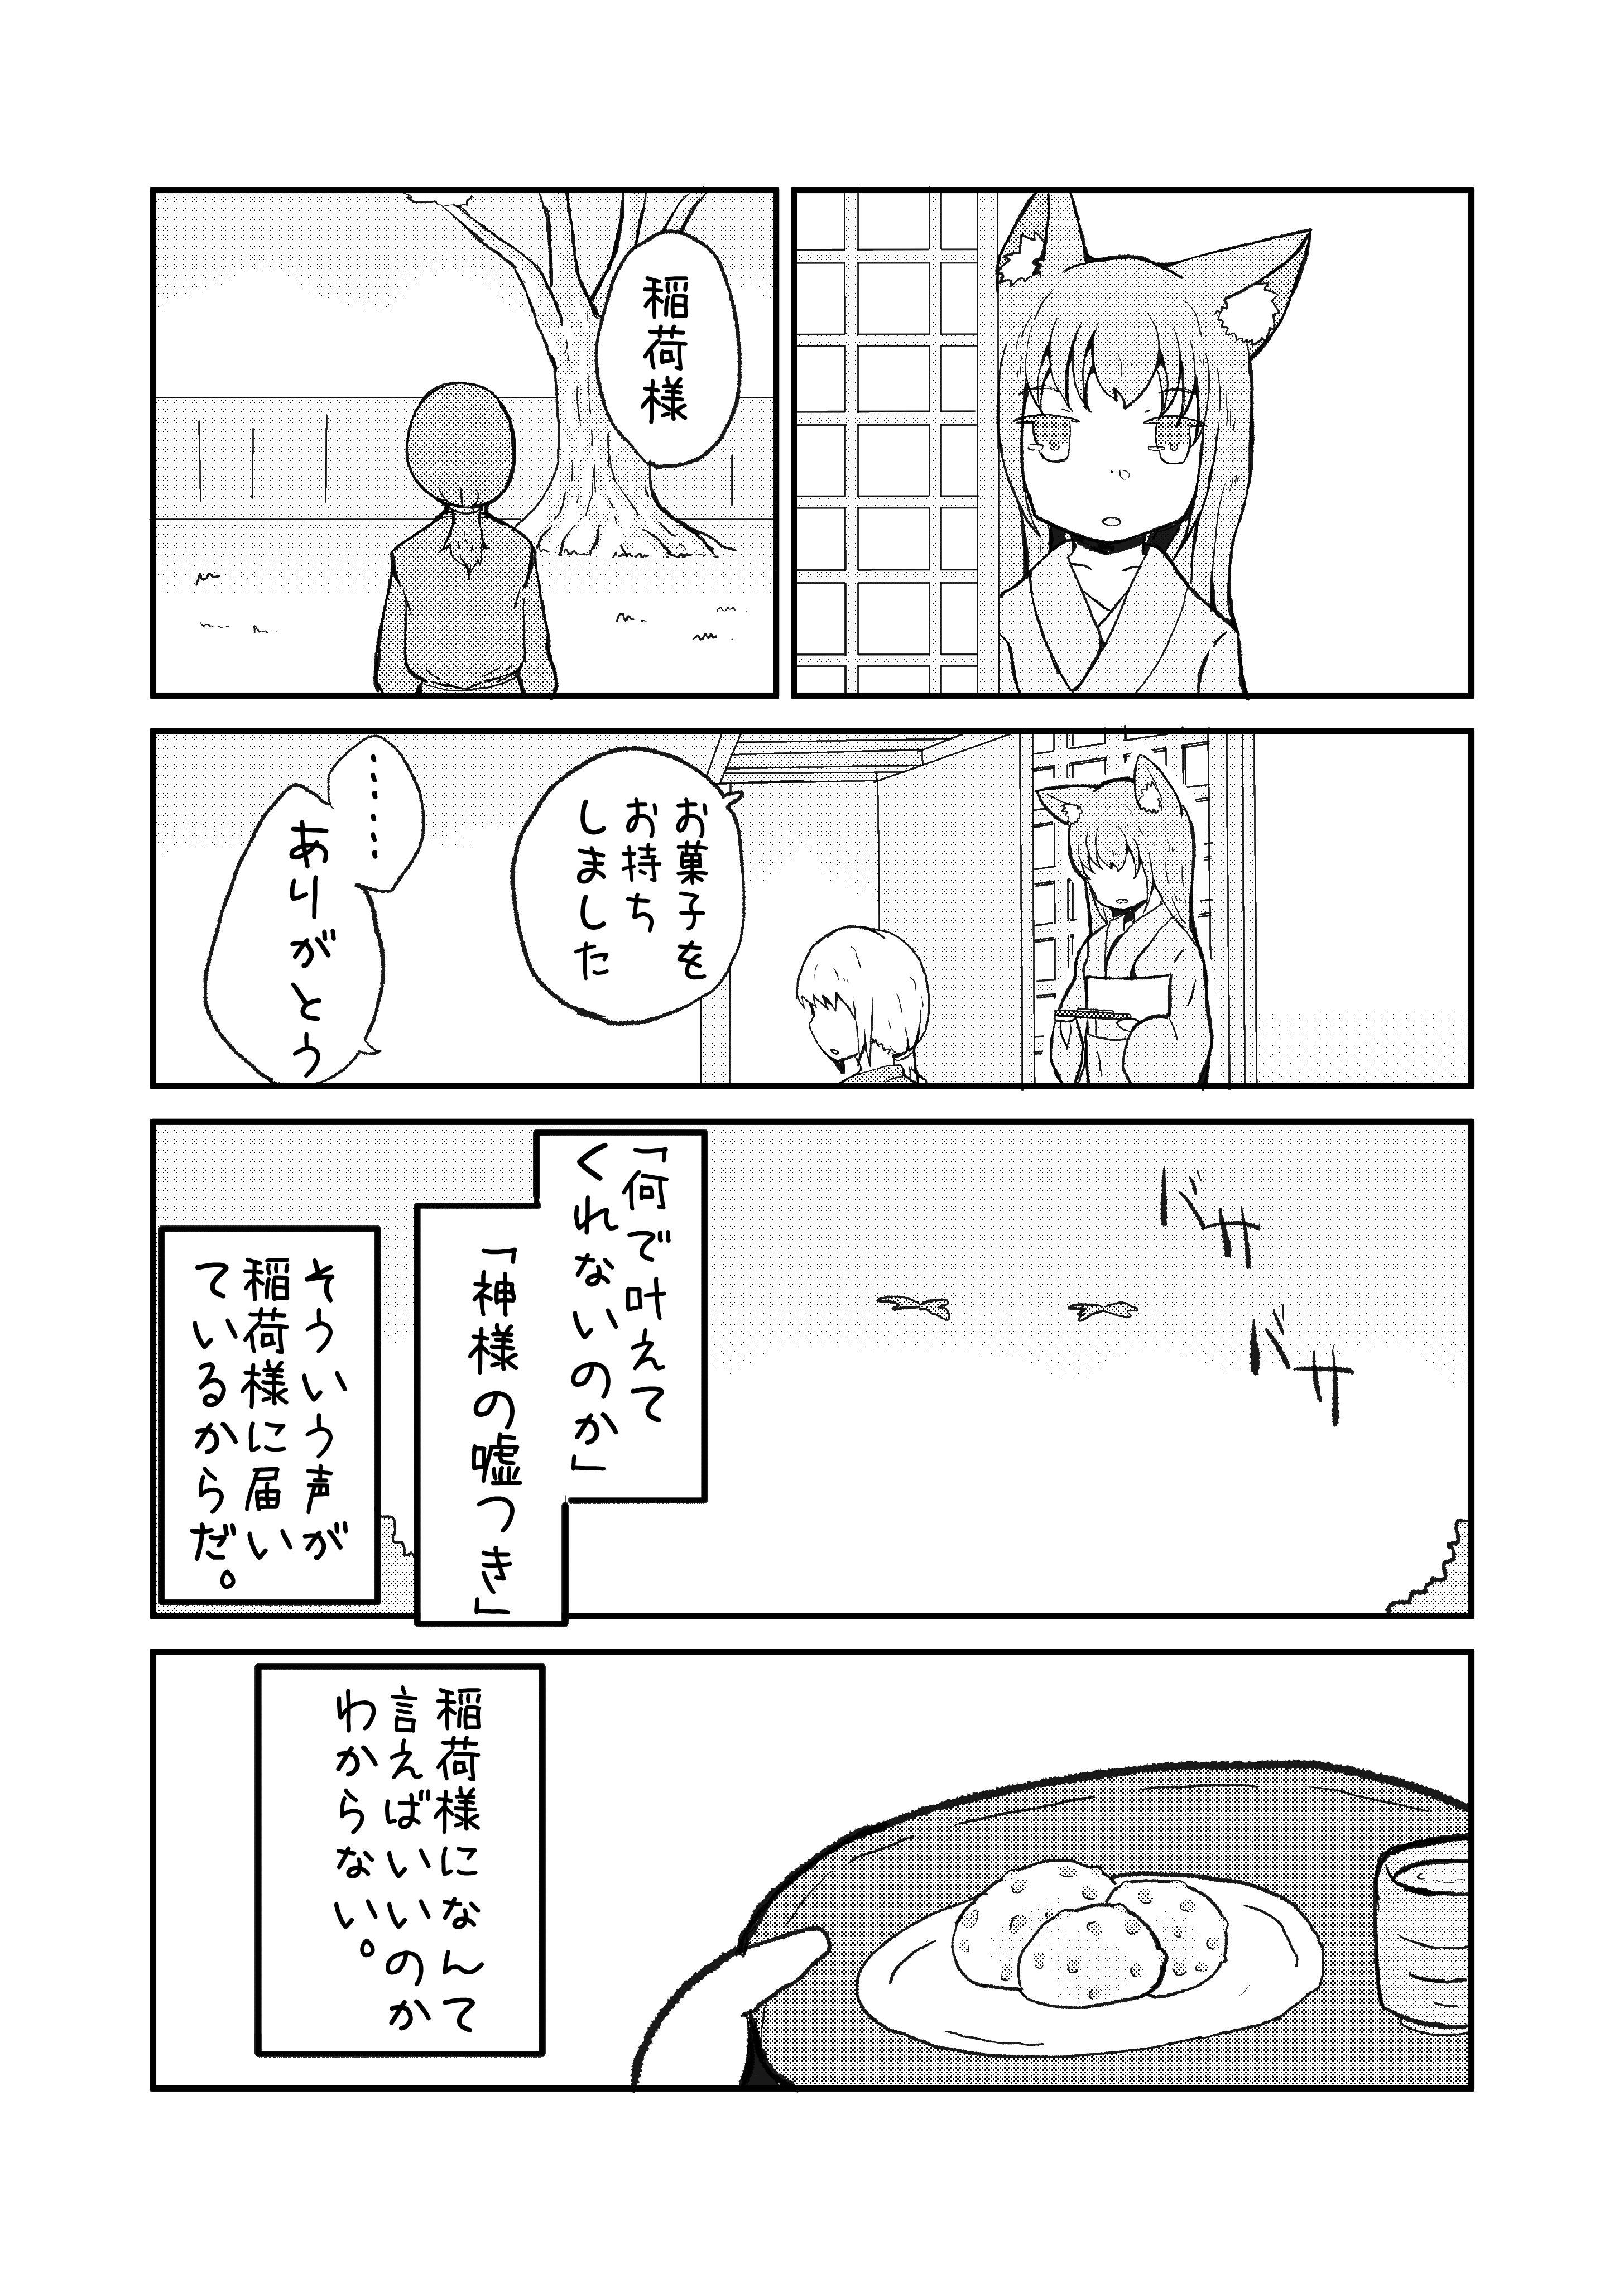 稲荷様
お菓子を
お持ち
しました
……
ありがとう
バサ
バサ
「何で叶えて
くれないのか」
「神様の嘘つき」
そういう声が
稲荷様に届い
ているからだ。
稲荷様になんて
言えばいいのか
わからない。